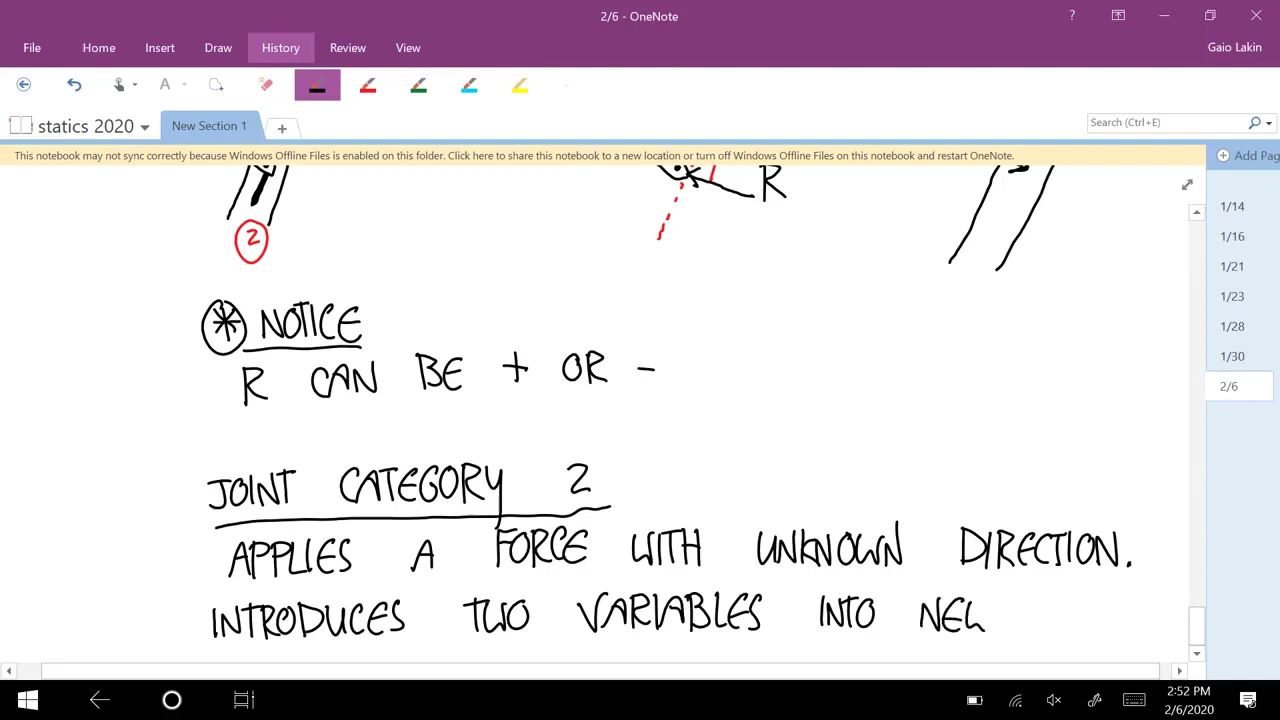 2/6 - OneNote
?
File Home Insert Draw History Review View
Gaio Lakin
A
statics 2020
New Section 1
+
Search (Ctrl+E)
This notebook may not sync correctly because Windows Offline Files is enabled on this folder. Click here to share this notebook to a new location or turn off Windows Offline Files on this notebook and restart OneNote.
Add Pag
1/14
1/16
1/21
1/23
1/28
1/30
2/6
R
2
* NOTICE
R CAN BE + OR -
JOINT CATEGORY 2
APPLIES A FORCE WITH UNKNOWN DIRECTION.
INTRODUCES TWO VARIABLES INTO
2:52 PM
2/6/2020